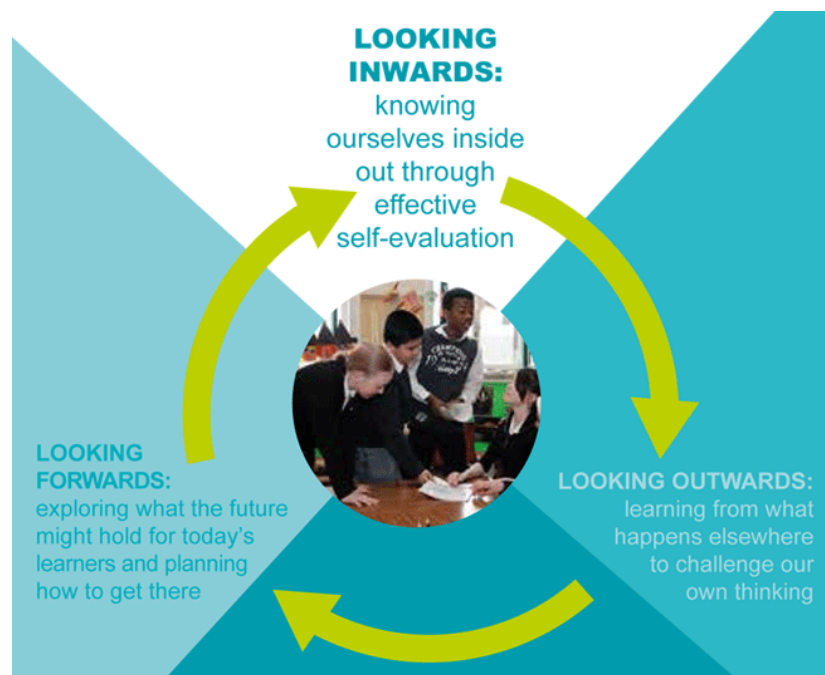 LOOKING
INWARDS:
knowing
ourselves inside
out through
effective
self-evaluation
LOOKING OUTWARDS:
learning from what
happens elsewhere
to challenge our
own thinking
LOOKING
FORWARDS:
exploring what the future
might hold for today's
learners and planning
how to get there